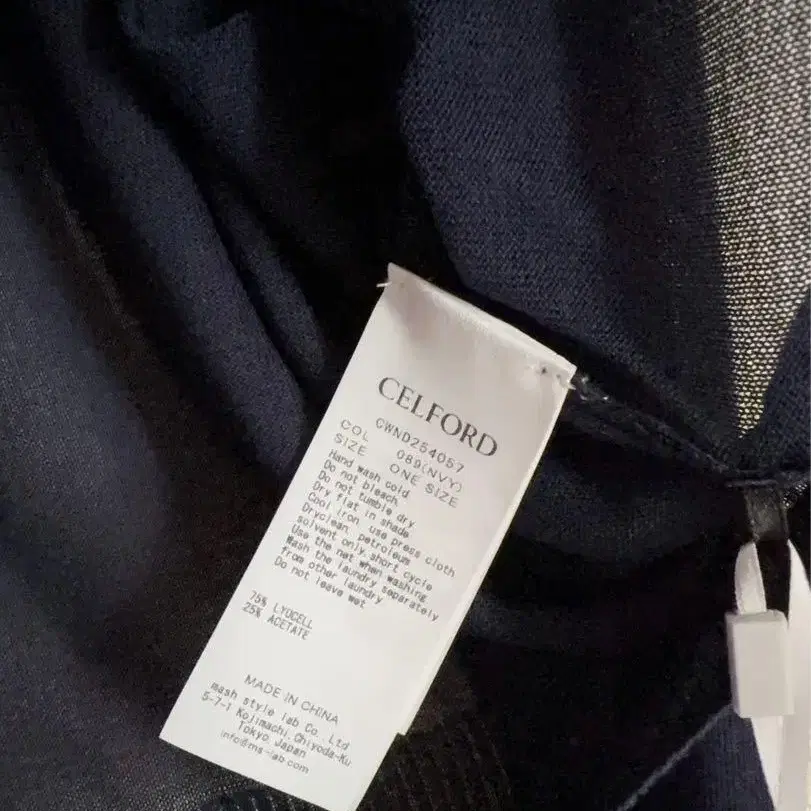 CELFORD
CWND254057
COL 089(NVY)
SIZE ONE SIZE
Hand wash cold
Do not bleach
Do not tumble dry
Dry flat in shade
Cool iron use press cloth
Dryclean, petroleum
solvent only, short cycle
Use the net when washing
Wash the laundry separately
from other laundry
Do not leave wet
75% LYOCELL
25% ACETATE
MADE IN CHINA
mash style lab Co., Ltd
5-7-1 Kojimachi, Chiyoda-Ku
Tokyo, Japan
info@ms-lab.com